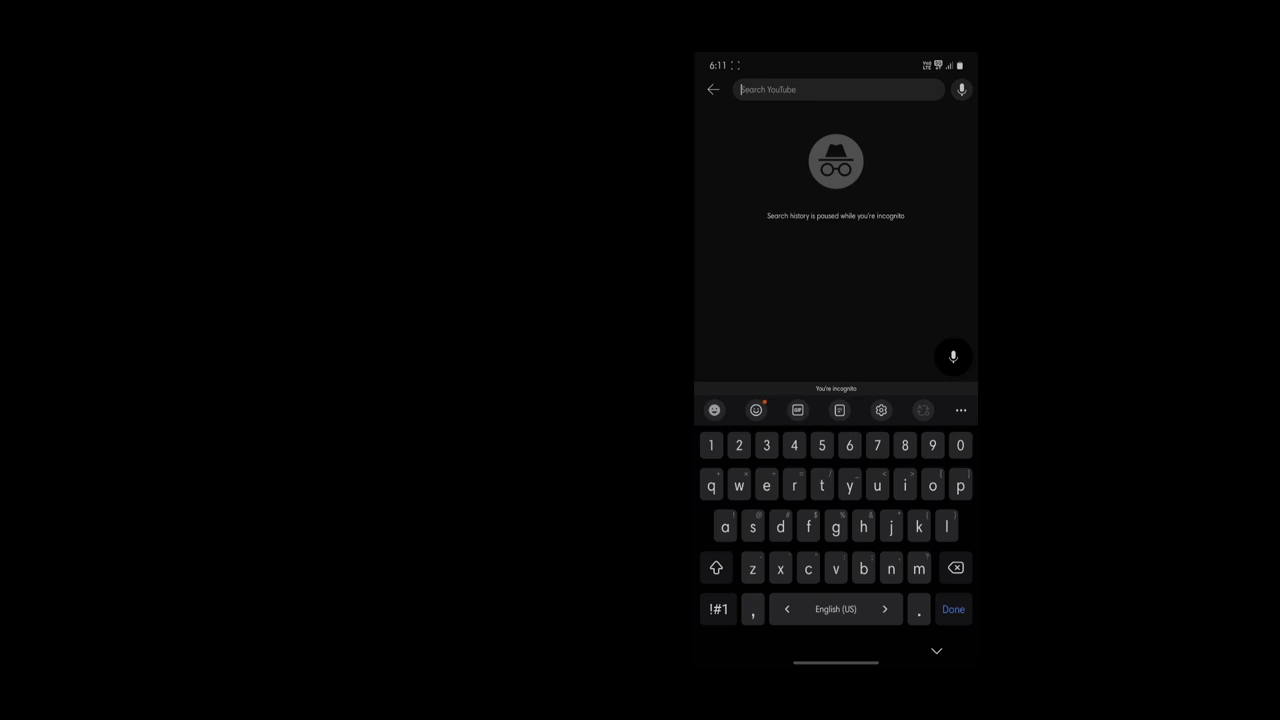 6:11
Search YouTube
Search history is paused while you're incognito
You're incognito
GIF
1 2 3 4 5 6 7 8 9 0
q w e r t y u i o p
a s d f g h j k l
z x c v b n m
!#1 , English (US) . Done